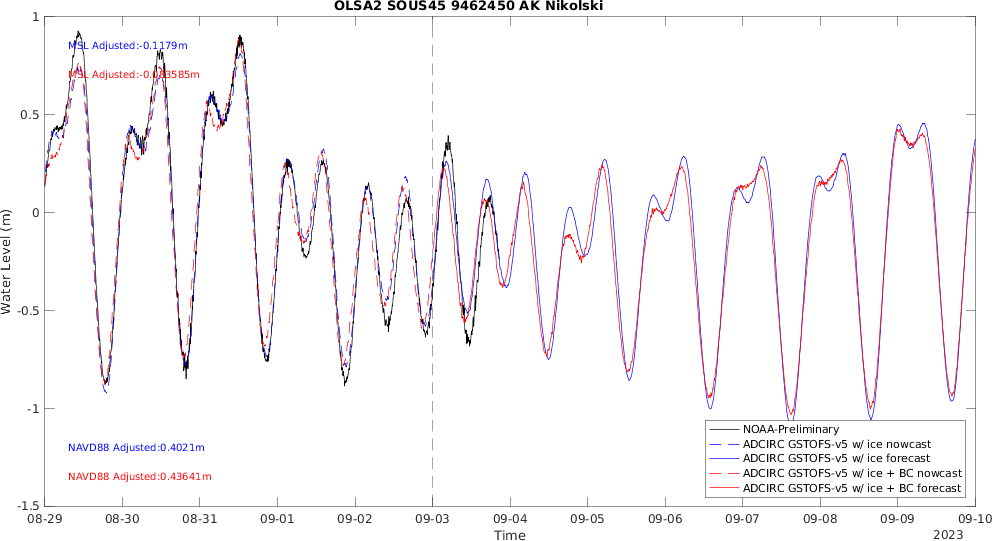 OLSA2 SOUS45 9462450 AK Nikolski
1
MSL Adjusted:-0.1179m
MSL Adjusted:-0.083585m
0.5
0
Water Level (m)
-0.5
-1
NAVD88 Adjusted:0.4021m
NAVD88 Adjusted:0.43641m
-1.5
NOAA-Preliminary
ADCIRC GSTOFS-v5 w/ ice nowcast
ADCIRC GSTOFS-v5 w/ ice forecast
ADCIRC GSTOFS-v5 w/ ice + BC nowcast
ADCIRC GSTOFS-v5 w/ ice + BC forecast
08-29 08-30 08-31 09-01 09-02 09-03 09-04 09-05 09-06 09-07 09-08 09-09 09-10
Time
2023